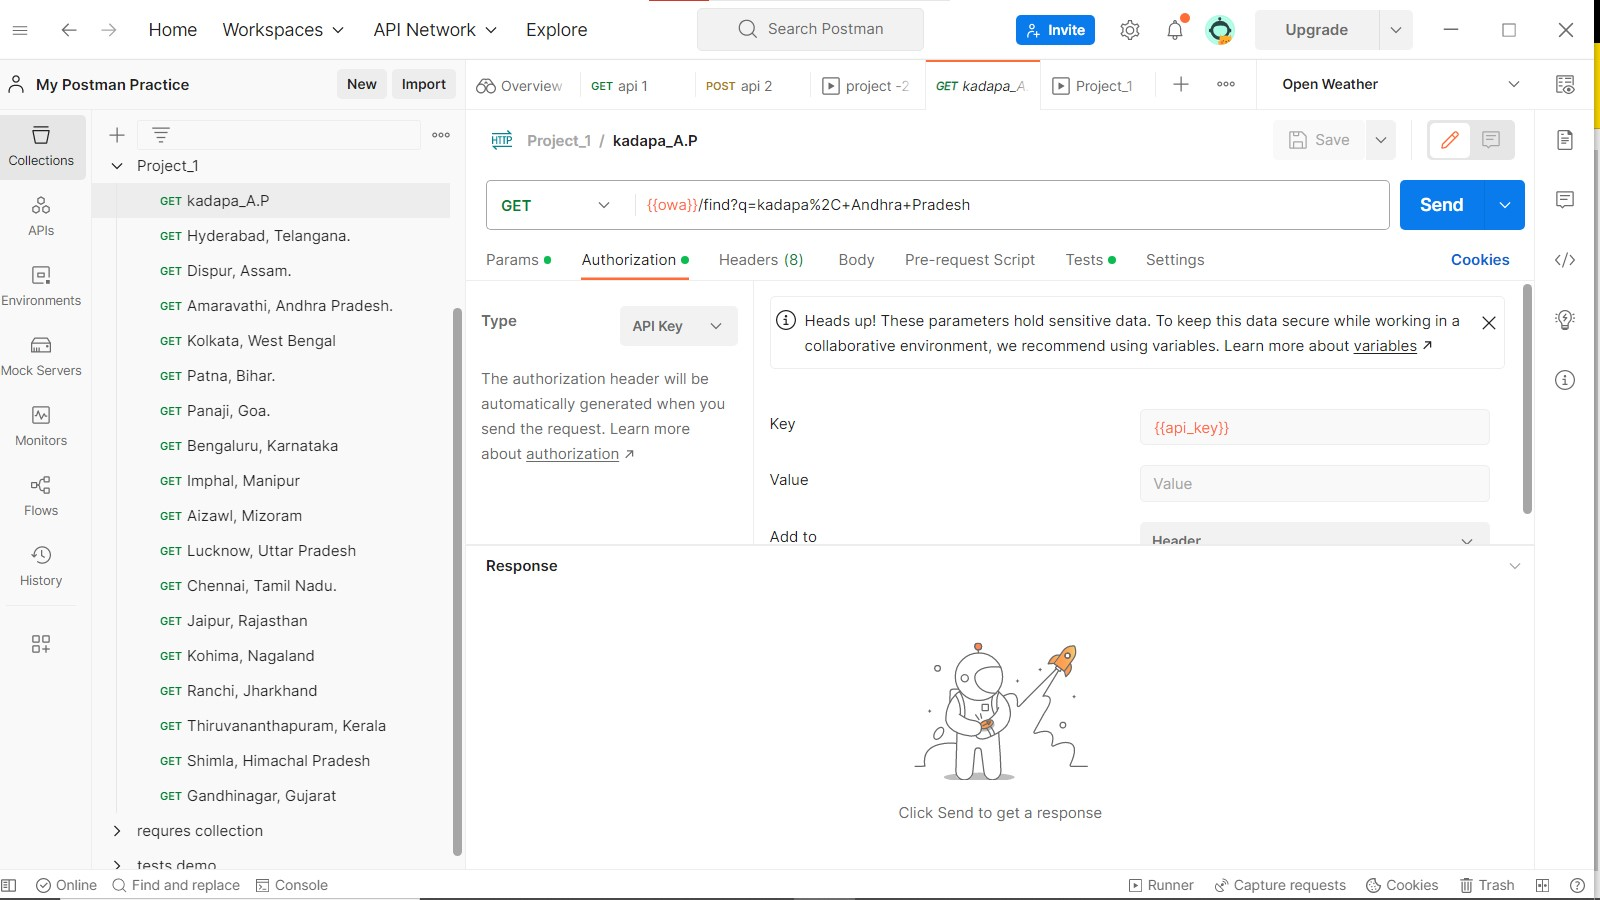 Home
Workspaces
API Network
Explore
Search Postman
Invite
Upgrade
My Postman Practice
New
Import
Overview
GET api 1
POST api 2
project -2
GET kadapa_A.
Project_1
Open Weather
Collections
APIs
Environments
Mock Servers
Monitors
Flows
History
Project_1
GET kadapa_A.P
GET Hyderabad, Telangana.
GET Dispur, Assam.
GET Amaravathi, Andhra Pradesh.
GET Kolkata, West Bengal
GET Patna, Bihar.
GET Panaji, Goa.
GET Bengaluru, Karnataka
GET Imphal, Manipur
GET Aizawl, Mizoram
GET Lucknow, Uttar Pradesh
GET Chennai, Tamil Nadu.
GET Jaipur, Rajasthan
GET Kohima, Nagaland
GET Ranchi, Jharkhand
GET Thiruvananthapuram, Kerala
GET Shimla, Himachal Pradesh
GET Gandhinagar, Gujarat
requres collection
tests demo
HTTP
Project_1 / kadapa_A.P
Save
GET
{{owa}}/find?q=kadapa%2C+Andhra+Pradesh
Send
Params
Authorization
Headers (8)
Body
Pre-request Script
Tests
Settings
Cookies
Type
API Key
The authorization header will be
automatically generated when you
send the request. Learn more
about authorization ↗
Heads up! These parameters hold sensitive data. To keep this data secure while working in a
collaborative environment, we recommend using variables. Learn more about variables ↗
Key
{{api_key}}
Value
Value
Add to
Header
Response
Click Send to get a response
Online
Find and replace
Console
Runner
Capture requests
Cookies
Trash